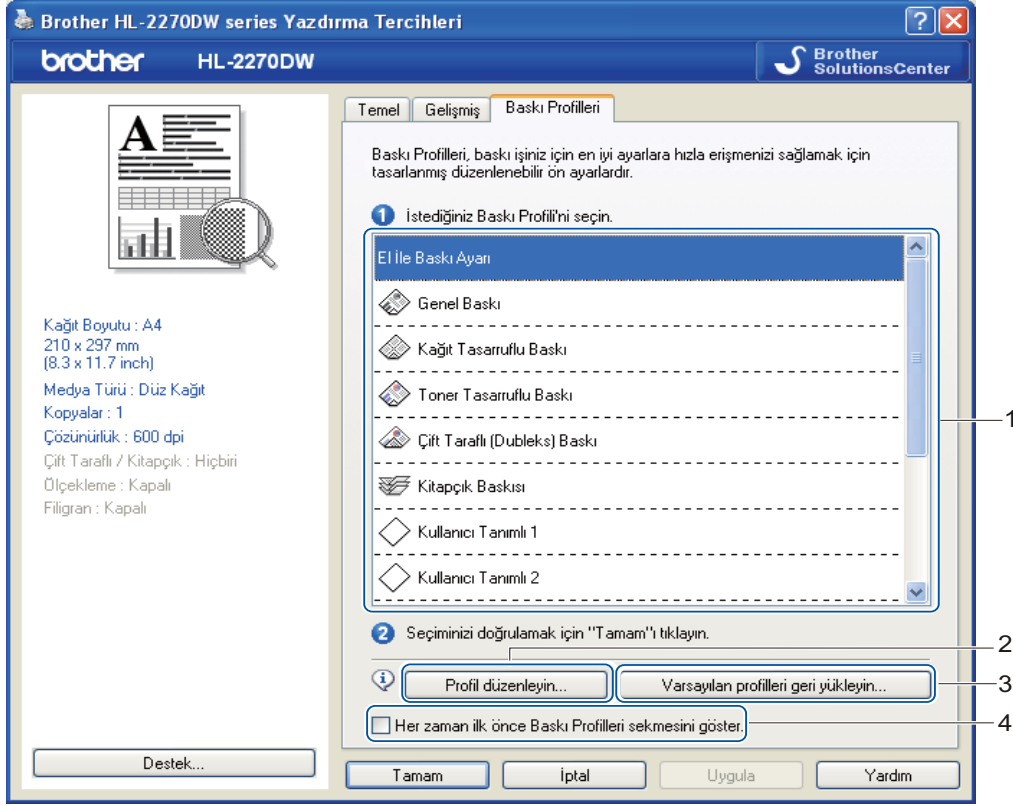 Brother HL-2270DW series Yazdırma Tercihleri
brother HL-2270DW
Brother
SolutionsCenter
A
Kağıt Boyutu : A4
210 x 297 mm
(8.3 x 11.7 inch)
Medya Türü : Düz Kağıt
Kopyalar : 1
Çözünürlük : 600 dpi
Çift Taraflı / Kitapçık : Hiçbiri
Ölçekleme : Kapalı
Filigran : Kapalı
Destek...
Temel Gelişmiş Baskı Profilleri
Baskı Profilleri, baskı işiniz için en iyi ayarlara hızla erişmenizi sağlamak için
tasarlanmış düzenlenebilir ön ayarlardır.
1 İstediğiniz Baskı Profili'ni seçin.
El İle Baskı Ayarı
Genel Baskı
Kağıt Tasarruflu Baskı
Toner Tasarruflu Baskı
Çift Taraflı (Dubleks) Baskı
Kitapçık Baskısı
Kullanıcı Tanımlı 1
Kullanıcı Tanımlı 2
1
2 Seçiminizi doğrulamak için "Tamam"ı tıklayın.
2
Profil düzenleyin... Varsayılan profilleri geri yükleyin...
3
Her zaman ilk önce Baskı Profilleri sekmesini göster.
4
Tamam İptal Uygula Yardım